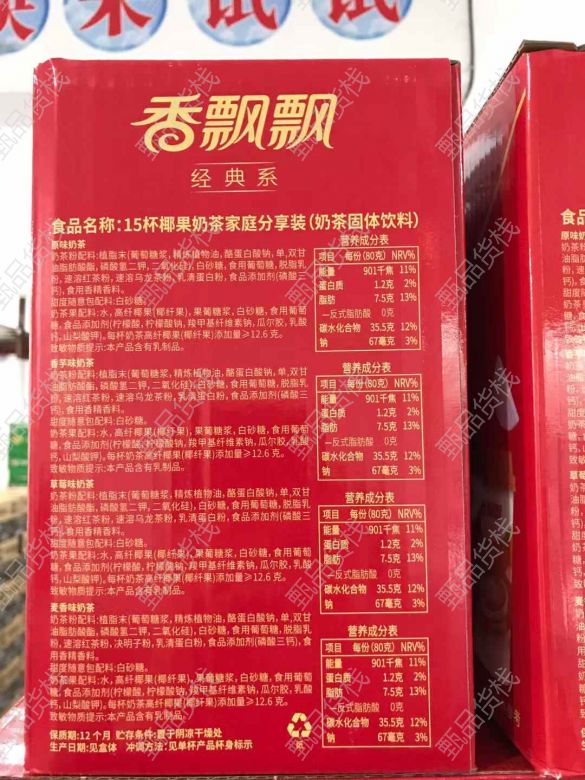 香飘飘
经典系
食品名称:15杯椰果奶茶家庭分享装(奶茶固体饮料)
原味奶茶
奶茶粉配料:植脂末(葡萄糖浆,精炼植物油,酪蛋白酸钠,单,双甘
油脂肪酸酯,磷酸氢二钾,二氧化硅),白砂糖,食用葡萄糖,脱脂乳
粉,速溶红茶粉,速溶乌龙茶粉,乳清蛋白粉,食品添加剂(磷酸三
钙),食用香精香料。
甜度随意包配料:白砂糖。
奶茶果配料:水,高纤椰果(椰纤果),果葡糖浆,白砂糖,食用葡萄
糖,食品添加剂(柠檬酸,柠檬酸钠,羧甲基纤维素钠,瓜尔胶,乳酸
钙,山梨酸钾),每杯奶茶高纤椰果(椰纤果)添加量≥12.6克。
致敏物质提示:本产品含有乳制品。
营养成分表
项目 每份(80克) NRV%
能量 901千焦 11%
蛋白质 1.2克 2%
脂肪 7.5克 13%
—反式脂肪酸 0克
碳水化合物 35.5克 12%
钠 67毫克 3%
香芋味奶茶
奶茶粉配料:植脂末(葡萄糖浆,精炼植物油,酪蛋白酸钠,单,双甘
油脂肪酸酯,磷酸氢二钾,二氧化硅),白砂糖,食用葡萄糖,脱脂乳
粉,速溶红茶粉,速溶乌龙茶粉,乳清蛋白粉,食品添加剂(磷酸三
钙),食用香精香料。
甜度随意包配料:白砂糖。
奶茶果配料:水,高纤椰果(椰纤果),果葡糖浆,白砂糖,食用葡萄
糖,食品添加剂(柠檬酸,柠檬酸钠,羧甲基纤维素钠,瓜尔胶,乳酸
钙,山梨酸钾),每杯奶茶高纤椰果(椰纤果)添加量≥12.6克。
致敏物质提示:本产品含有乳制品。
营养成分表
项目 每份(80克) NRV%
能量 901千焦 11%
蛋白质 1.2克 2%
脂肪 7.5克 13%
—反式脂肪酸 0克
碳水化合物 35.5克 12%
钠 67毫克 3%
草莓味奶茶
奶茶粉配料:植脂末(葡萄糖浆,精炼植物油,酪蛋白酸钠,单,双甘
油脂肪酸酯,磷酸氢二钾,二氧化硅),白砂糖,食用葡萄糖,脱脂乳
粉,速溶红茶粉,速溶乌龙茶粉,乳清蛋白粉,食品添加剂(磷酸三
钙),食用香精香料。
甜度随意包配料:白砂糖。
奶茶果配料:水,高纤椰果(椰纤果),果葡糖浆,白砂糖,食用葡萄
糖,食品添加剂(柠檬酸,柠檬酸钠,羧甲基纤维素钠,瓜尔胶,乳酸
钙,山梨酸钾),每杯奶茶高纤椰果(椰纤果)添加量≥12.6克。
致敏物质提示:本产品含有乳制品。
营养成分表
项目 每份(80克) NRV%
能量 901千焦 11%
蛋白质 1.2克 2%
脂肪 7.5克 13%
—反式脂肪酸 0克
碳水化合物 35.5克 12%
钠 67毫克 3%
麦香味奶茶
奶茶粉配料:植脂末(葡萄糖浆,精炼植物油,酪蛋白酸钠,单,双甘
油脂肪酸酯,磷酸氢二钾,二氧化硅),白砂糖,食用葡萄糖,脱脂乳
粉,速溶红茶粉,决明子粉,乳清蛋白粉,食品添加剂(磷酸三钙),食
用香精香料。
甜度随意包配料:白砂糖。
奶茶果配料:水,高纤椰果(椰纤果),果葡糖浆,白砂糖,食用葡萄
糖,食品添加剂(柠檬酸,柠檬酸钠,羧甲基纤维素钠,瓜尔胶,乳酸
钙,山梨酸钾),每杯奶茶高纤椰果(椰纤果)添加量≥12.6克。
致敏物质提示:本产品含有乳制品。
营养成分表
项目 每份(80克) NRV%
能量 901千焦 11%
蛋白质 1.2克 2%
脂肪 7.5克 13%
—反式脂肪酸 0克
碳水化合物 35.5克 12%
钠 67毫克 3%
保质期:12个月 贮存条件:置于阴凉干燥处
生产日期:见盒体 冲调方法:见单杯产品杯身标示
纸
甄品货栈